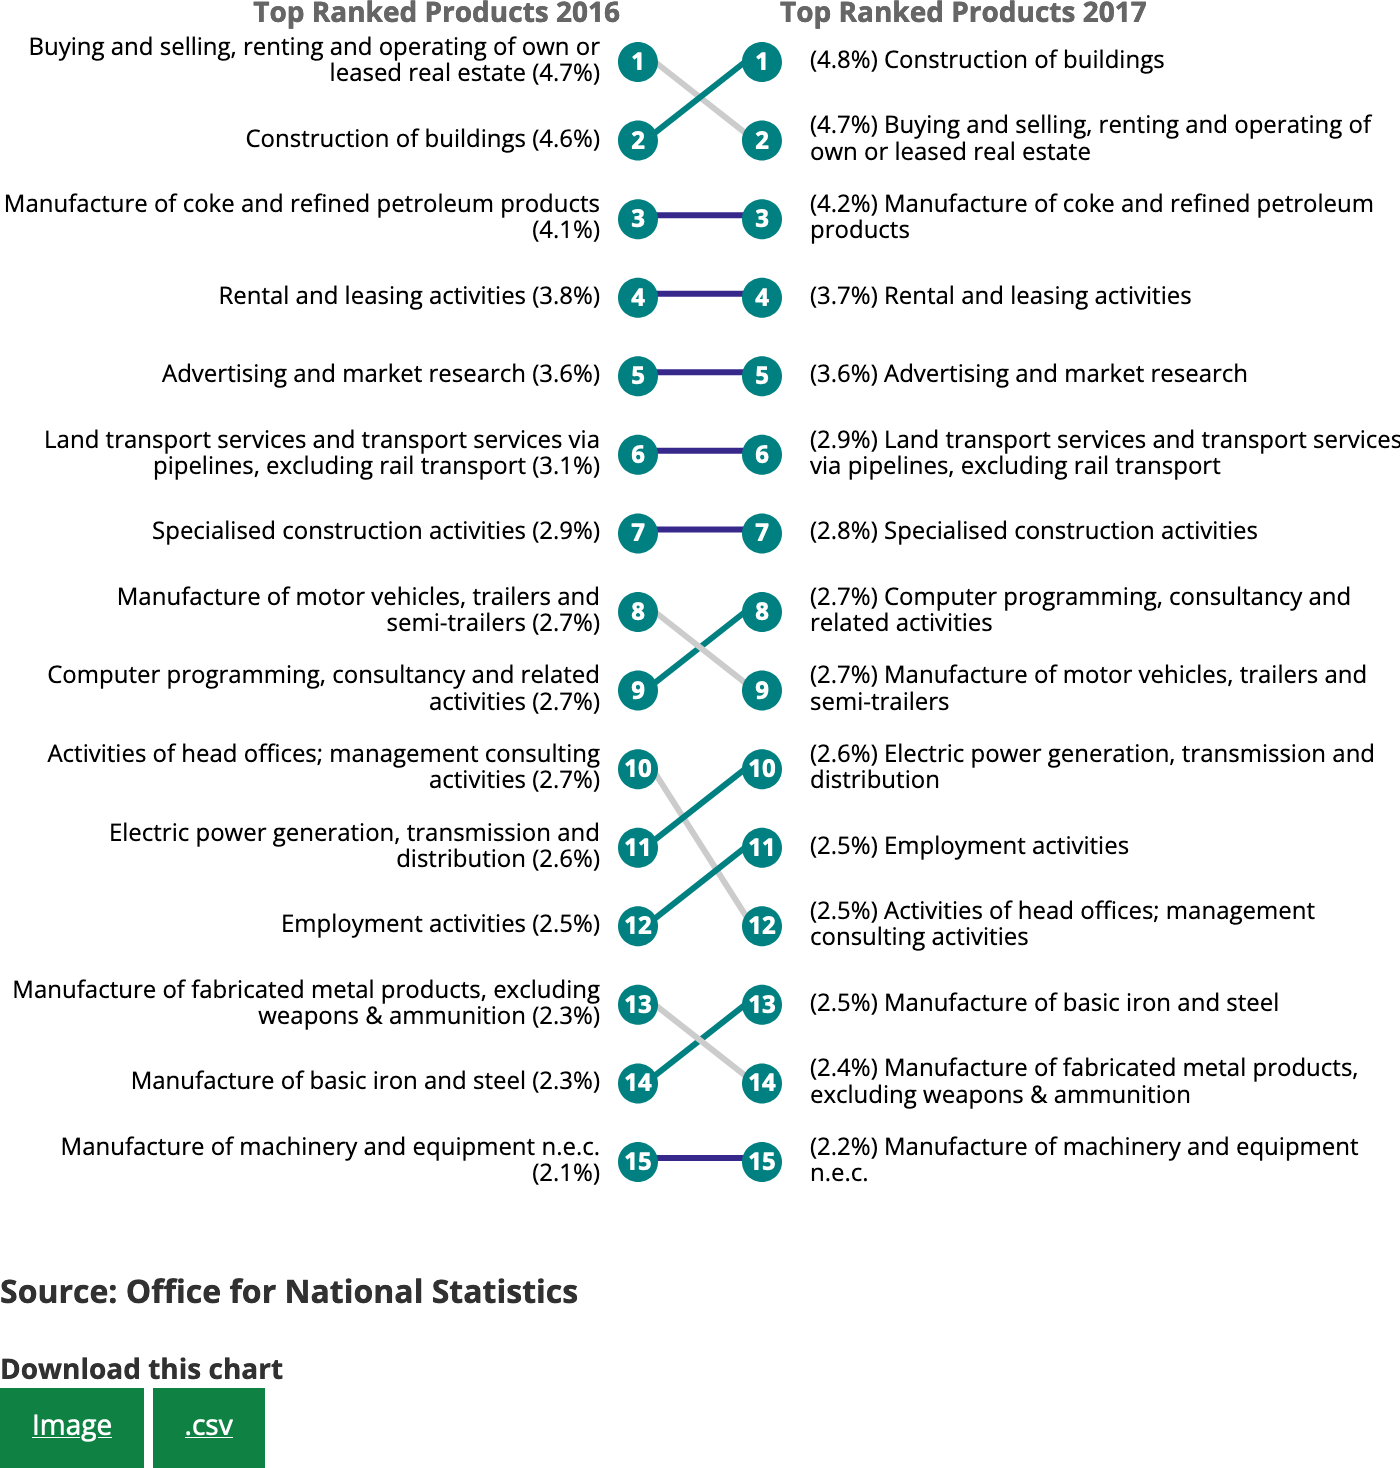 Top Ranked Products 2016
Top Ranked Products 2017
Buying and selling, renting and operating of own or
leased real estate (4.7%)
1
1
(4.8%) Construction of buildings
Construction of buildings (4.6%)
2
2
(4.7%) Buying and selling, renting and operating of
own or leased real estate
Manufacture of coke and refined petroleum products
(4.1%)
3
3
(4.2%) Manufacture of coke and refined petroleum
products
Rental and leasing activities (3.8%)
4
4
(3.7%) Rental and leasing activities
Advertising and market research (3.6%)
5
5
(3.6%) Advertising and market research
Land transport services and transport services via
pipelines, excluding rail transport (3.1%)
6
6
(2.9%) Land transport services and transport services
via pipelines, excluding rail transport
Specialised construction activities (2.9%)
7
7
(2.8%) Specialised construction activities
Manufacture of motor vehicles, trailers and
semi-trailers (2.7%)
8
8
(2.7%) Computer programming, consultancy and
related activities
Computer programming, consultancy and related
activities (2.7%)
9
9
(2.7%) Manufacture of motor vehicles, trailers and
semi-trailers
Activities of head offices; management consulting
activities (2.7%)
10
10
(2.6%) Electric power generation, transmission and
distribution
Electric power generation, transmission and
distribution (2.6%)
11
11
(2.5%) Employment activities
Employment activities (2.5%)
12
12
(2.5%) Activities of head offices; management
consulting activities
Manufacture of fabricated metal products, excluding
weapons & ammunition (2.3%)
13
13
(2.5%) Manufacture of basic iron and steel
Manufacture of basic iron and steel (2.3%)
14
14
(2.4%) Manufacture of fabricated metal products,
excluding weapons & ammunition
Manufacture of machinery and equipment n.e.c.
(2.1%)
15
15
(2.2%) Manufacture of machinery and equipment
n.e.c.
Source: Office for National Statistics
Download this chart
Image
.csv